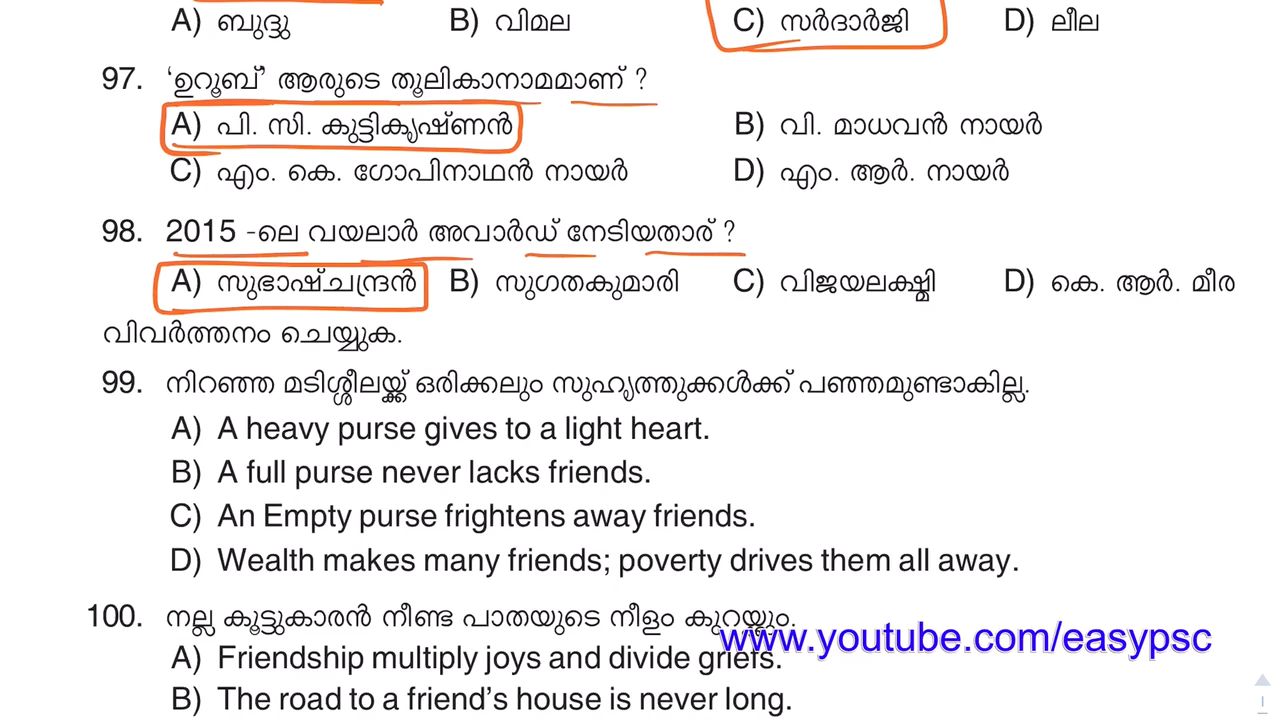 A) ബുദ്ദു B) വിമല C) സർദാർജി D) ലീല
97. ‘ഉറൂബ്’ ആരുടെ തൂലികാനാമമാണ് ?
A) പി. സി. കുട്ടികൃഷ്ണൻ B) വി. മാധവൻ നായർ
C) എം. കെ. ഗോപിനാഥൻ നായർ D) എം. ആർ. നായർ
98. 2015 -ലെ വയലാർ അവാർഡ് നേടിയതാര് ?
A) സുഭാഷ്ചന്ദ്രൻ B) സുഗതകുമാരി C) വിജയലക്ഷ്മി D) കെ. ആർ. മീര
വിവർത്തനം ചെയ്യുക.
99. നിറഞ്ഞ മടിശ്ശീലയ്ക്ക് ഒരിക്കലും സുഹൃത്തുക്കൾക്ക് പഞ്ഞമുണ്ടാകില്ല.
A) A heavy purse gives to a light heart.
B) A full purse never lacks friends.
C) An Empty purse frightens away friends.
D) Wealth makes many friends; poverty drives them all away.
100. നല്ല കൂട്ടുകാരൻ നീണ്ട പാതയുടെ നീളം കുറയ്ക്കും.
www.youtube.com/easypsc
A) Friendship multiply joys and divide griefs.
B) The road to a friend’s house is never long.